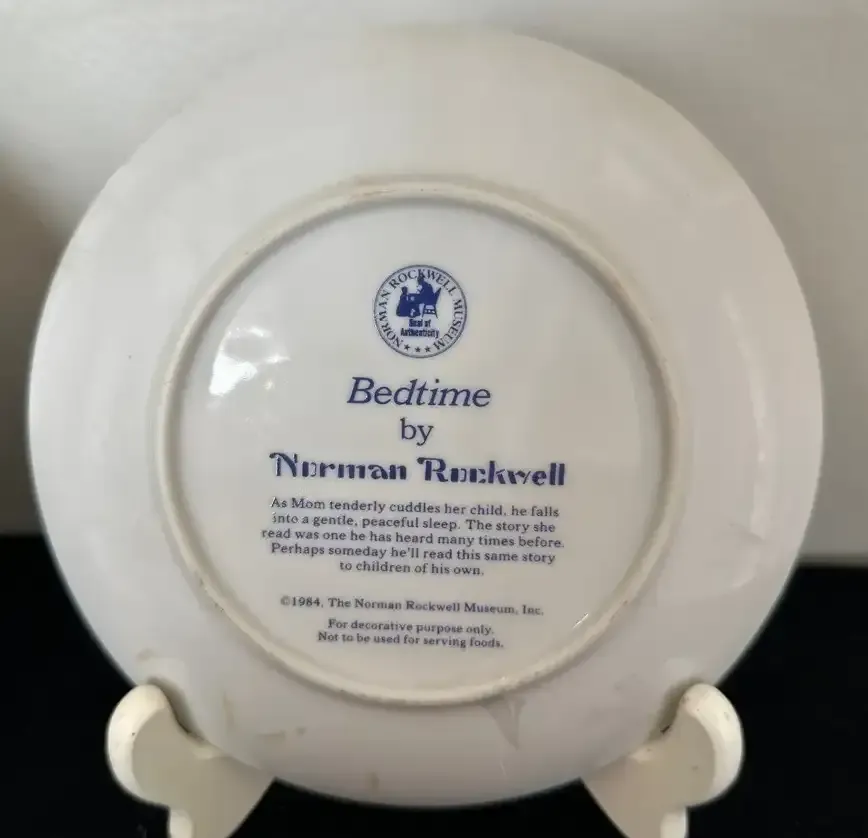 NORMAN ROCKWELL MUSEUM
Seal of
Authenticity
Bedtime
by
Norman Rockwell
As Mom tenderly cuddles her child, he falls
into a gentle, peaceful sleep. The story she
read was one he has heard many times before.
Perhaps someday he'll read this same story
to children of his own.
©1984, The Norman Rockwell Museum, Inc.
For decorative purpose only.
Not to be used for serving foods.